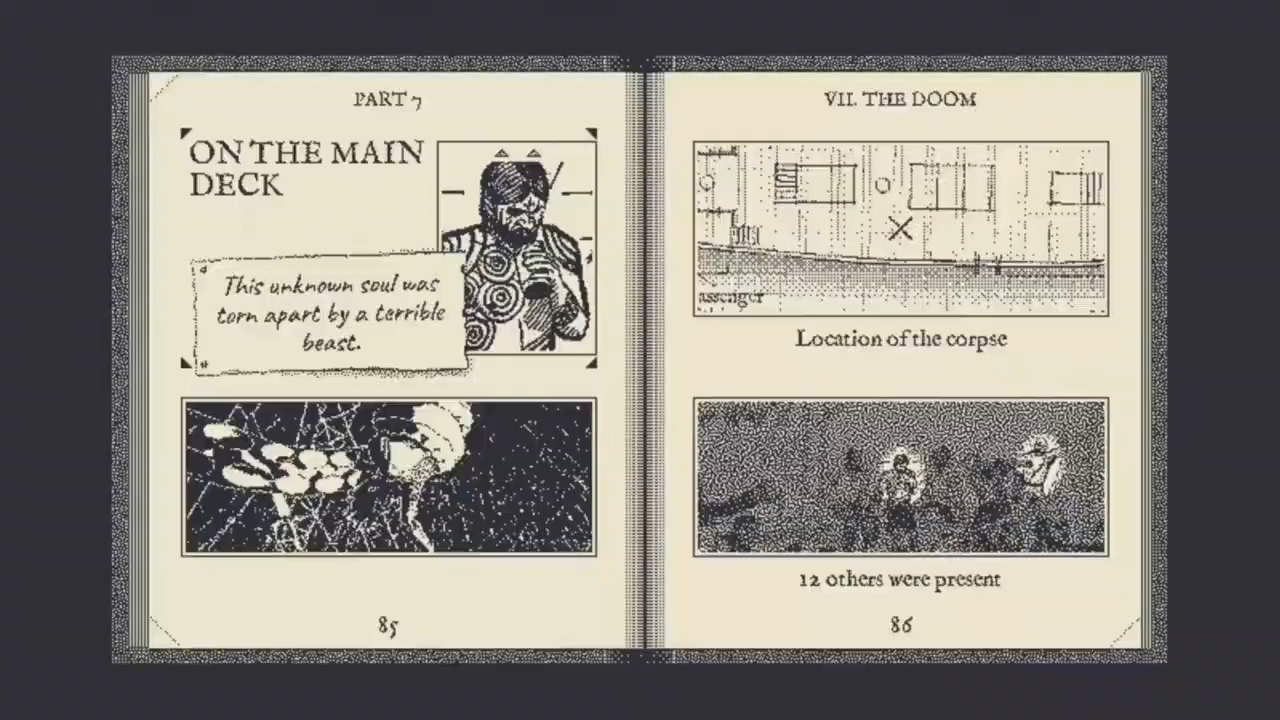 PART 7
ON THE MAIN
DECK
This unknown soul was
torn apart by a terrible
beast.
85
VII. THE DOOM
assenger
Location of the corpse
12 others were present
86